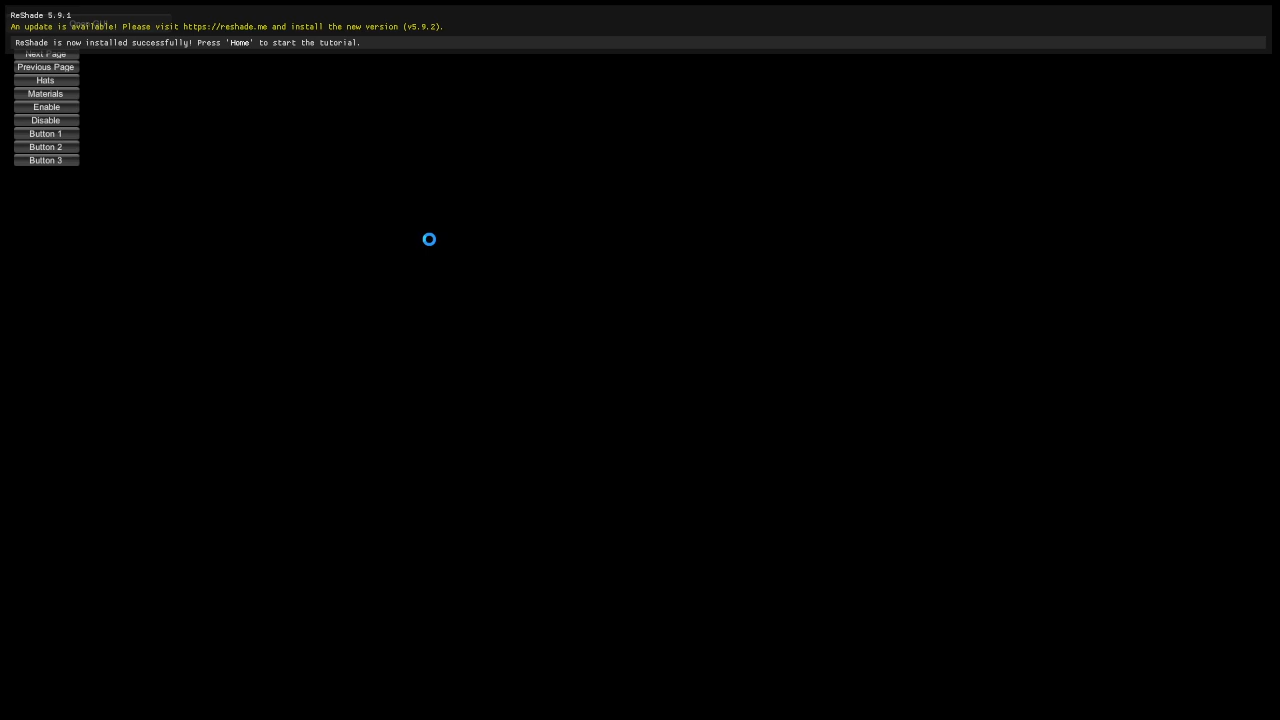 ReShade 5.9.1
An update is available! Please visit https://reshade.me and install the new version (v5.9.2).
ReShade is now installed successfully! Press 'Home' to start the tutorial.
Next Page
Previous Page
Hats
Materials
Enable
Disable
Button 1
Button 2
Button 3